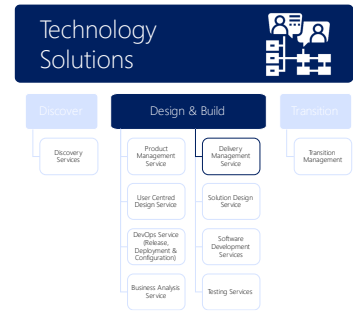 Technology
Solutions
Discover
Design & Build
Transition
Discovery
Services
Product
Management
Service
Delivery
Management
Service
Transition
Management
User Centred
Design Service
Solution Design
Service
DevOps Service
(Release,
Deployment &
Configuration)
Software
Development
Services
Business Analysis
Service
Testing Services